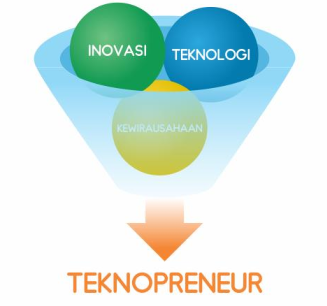 INOVASI
TEKNOLOGI
KEWIRAUSAHAAN
TEKNOPRENEUR